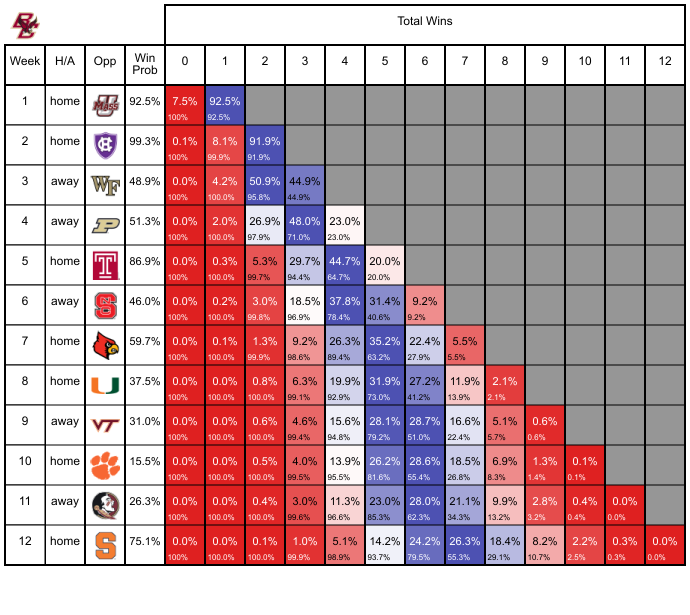 BC
Total Wins
Week H/A Opp Win Prob 0 1 2 3 4 5 6 7 8 9 10 11 12
1 home UMass 92.5% 7.5% 92.5%
100% 92.5%
2 home HC 99.3% 0.1% 8.1% 91.9%
100% 99.9% 91.9%
3 away WF 48.9% 0.0% 4.2% 50.9% 44.9%
100% 100.0% 95.8% 44.9%
4 away P 51.3% 0.0% 2.0% 26.9% 48.0% 23.0%
100% 100.0% 97.9% 71.0% 23.0%
5 home T 86.9% 0.0% 0.3% 5.3% 29.7% 44.7% 20.0%
100% 100.0% 99.7% 94.4% 64.7% 20.0%
6 away NCS 46.0% 0.0% 0.2% 3.0% 18.5% 37.8% 31.4% 9.2%
100% 100.0% 99.8% 96.9% 78.4% 40.6% 9.2%
7 home 59.7% 0.0% 0.1% 1.3% 9.2% 26.3% 35.2% 22.4% 5.5%
100% 100.0% 99.9% 98.6% 89.4% 63.2% 27.9% 5.5%
8 home U 37.5% 0.0% 0.0% 0.8% 6.3% 19.9% 31.9% 27.2% 11.9% 2.1%
100% 100.0% 100.0% 99.1% 92.9% 73.0% 41.2% 13.9% 2.1%
9 away VT 31.0% 0.0% 0.0% 0.6% 4.6% 15.6% 28.1% 28.7% 16.6% 5.1% 0.6%
100% 100.0% 100.0% 99.4% 94.8% 79.2% 51.0% 22.4% 5.7% 0.6%
10 home 15.5% 0.0% 0.0% 0.5% 4.0% 13.9% 26.2% 28.6% 18.5% 6.9% 1.3% 0.1%
100% 100.0% 100.0% 99.5% 95.5% 81.6% 55.4% 26.8% 8.3% 1.4% 0.1%
11 away 26.3% 0.0% 0.0% 0.4% 3.0% 11.3% 23.0% 28.0% 21.1% 9.9% 2.8% 0.4% 0.0%
100% 100.0% 100.0% 99.6% 96.6% 85.3% 62.3% 34.3% 13.2% 3.2% 0.4% 0.0%
12 home S 75.1% 0.0% 0.0% 0.1% 1.0% 5.1% 14.2% 24.2% 26.3% 18.4% 8.2% 2.2% 0.3% 0.0%
100% 100.0% 100.0% 99.9% 98.9% 93.7% 79.5% 55.3% 29.1% 10.7% 2.5% 0.3% 0.0%